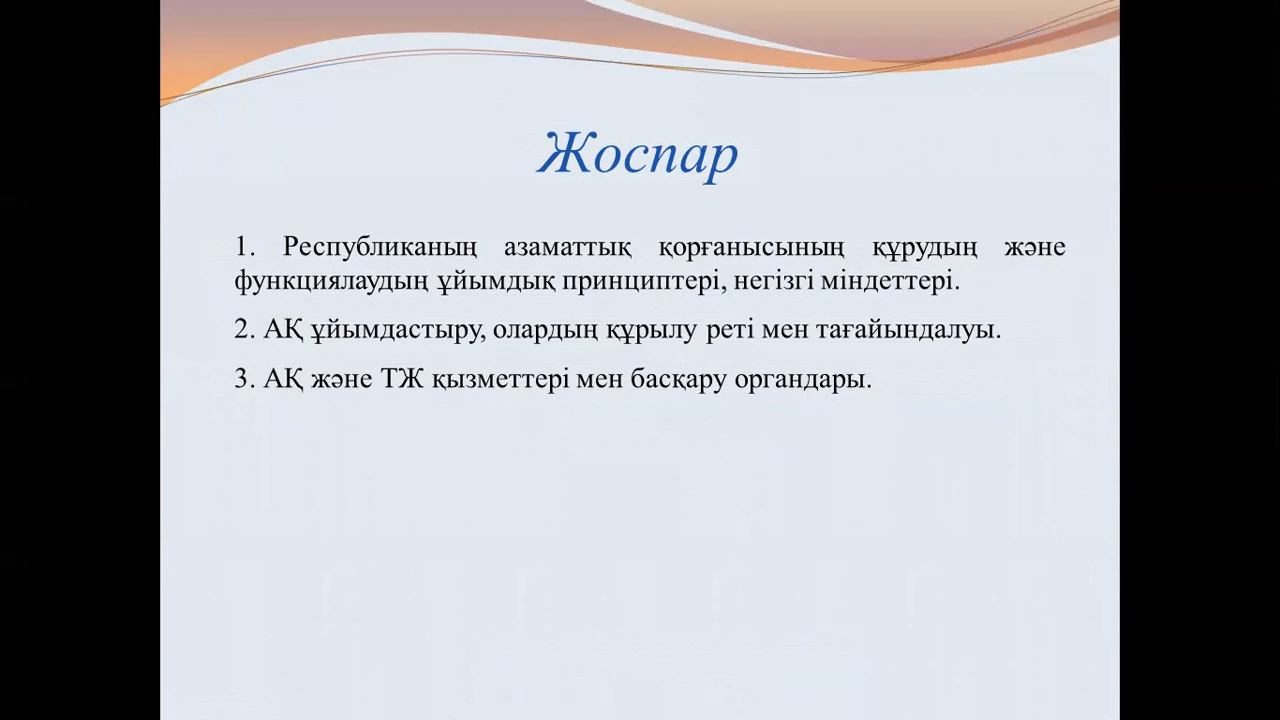 Жоспар
1. Республиканың азаматтық қорғанысының құрудың және
функциялаудың ұйымдық принциптері, негізгі міндеттері.
2. АҚ ұйымдастыру, олардың құрылу реті мен тағайындалуы.
3. АҚ және ТЖ қызметтері мен басқару органдары.